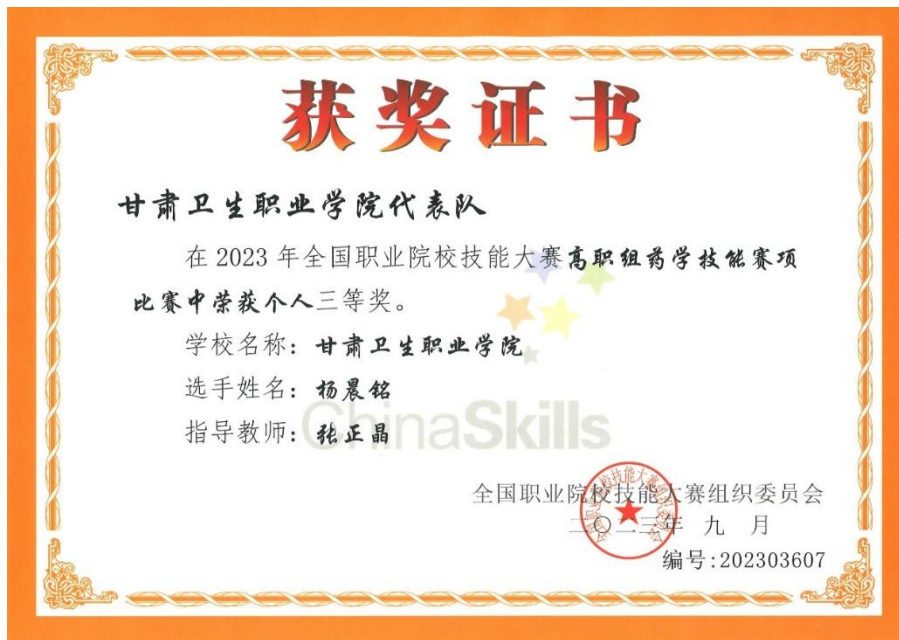 获奖证书
甘肃卫生职业学院代表队
在 2023 年全国职业院校技能大赛高职组药学技能赛项
比赛中荣获个人三等奖。
学校名称：甘肃卫生职业学院
选手姓名：杨晨铭
指导教师：张正晶
ChinaSkills
全国职业院校技能大赛组织委员会
二〇二三年 九 月
编号:202303607